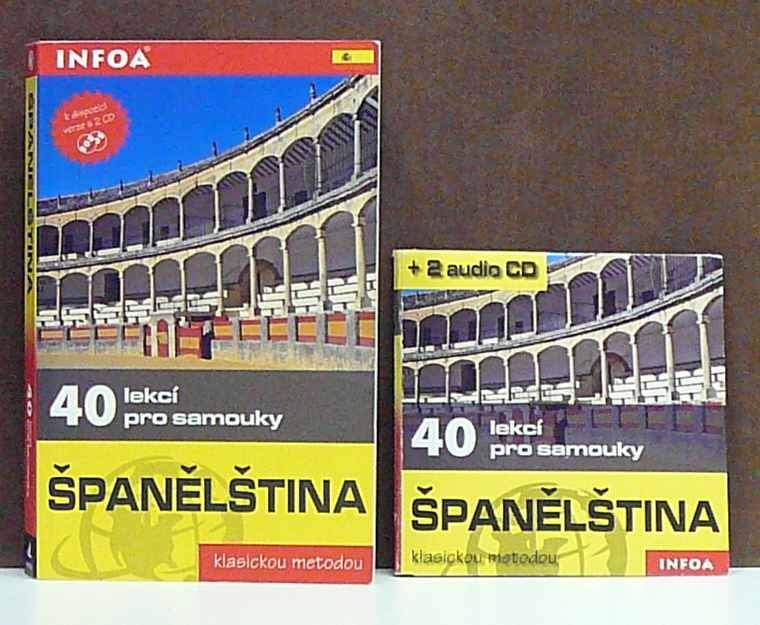 INFOA®
k dispozici
verze s 2 CD
40 lekcí
pro samouky
ŠPANĚLŠTINA
klasickou metodou
ŠPANĚLŠTINA
40
+ 2 audio CD
40 lekcí
pro samouky
ŠPANĚLŠTINA
klasickou metodou
INFOA